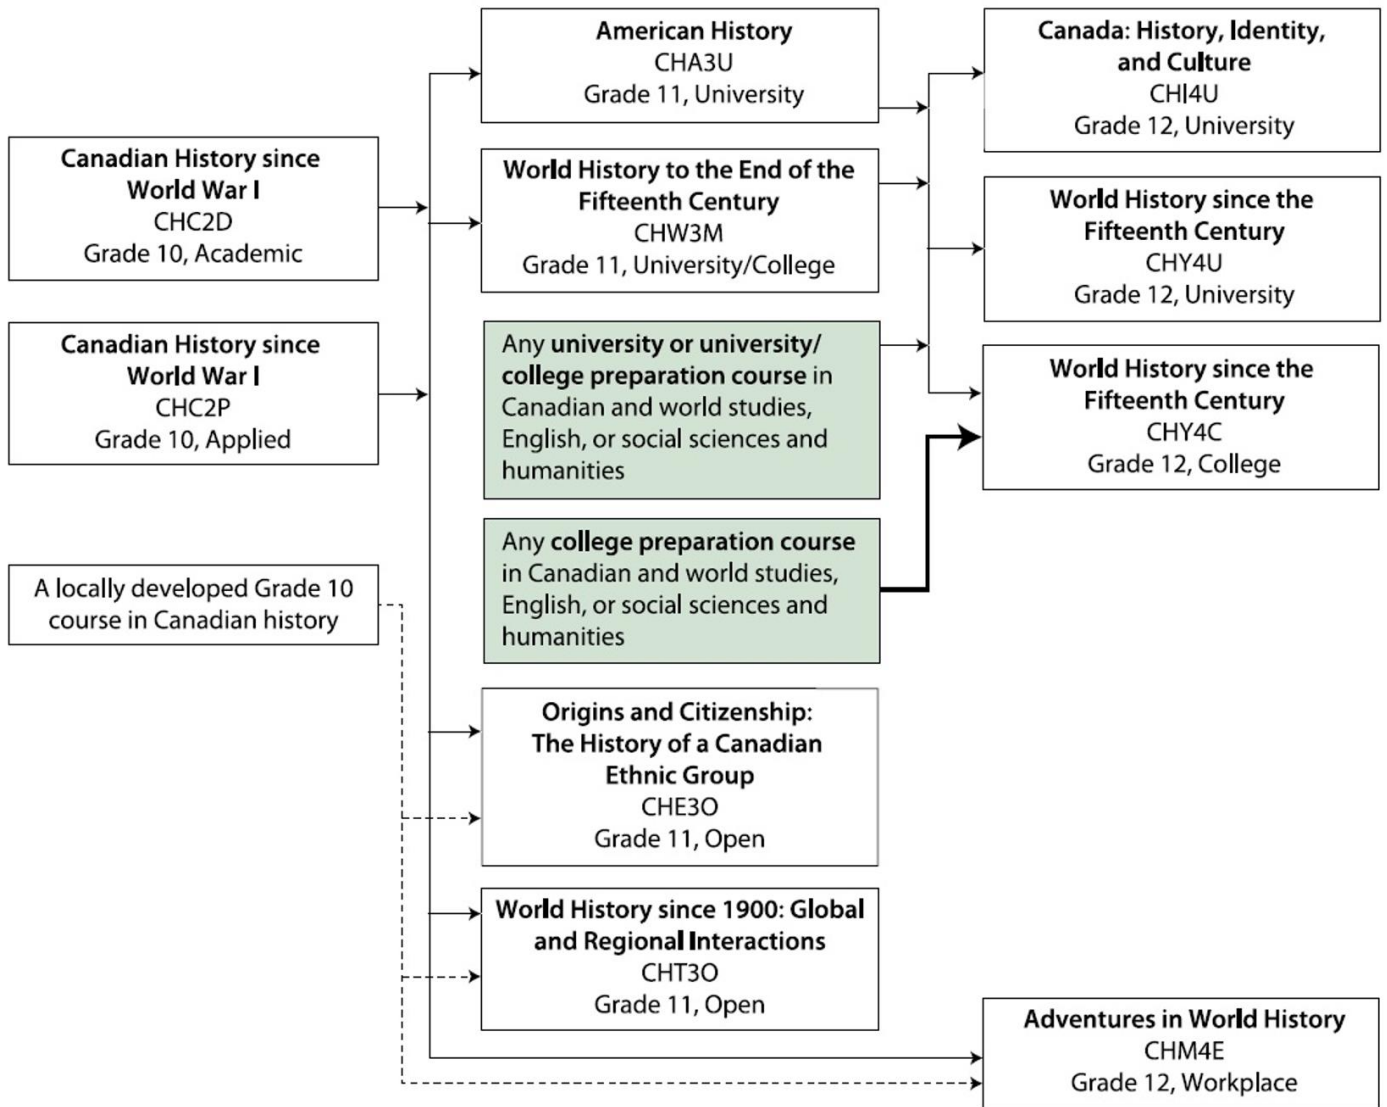 Canadian History since
World War I
CHC2D
Grade 10, Academic
Canadian History since
World War I
CHC2P
Grade 10, Applied
A locally developed Grade 10
course in Canadian history
American History
CHA3U
Grade 11, University
World History to the End of the
Fifteenth Century
CHW3M
Grade 11, University/College
Any university or university/
college preparation course in
Canadian and world studies,
English, or social sciences and
humanities
Any college preparation course
in Canadian and world studies,
English, or social sciences and
humanities
Origins and Citizenship:
The History of a Canadian
Ethnic Group
CHE3O
Grade 11, Open
World History since 1900: Global
and Regional Interactions
CHT3O
Grade 11, Open
Canada: History, Identity,
and Culture
CHI4U
Grade 12, University
World History since the
Fifteenth Century
CHY4U
Grade 12, University
World History since the
Fifteenth Century
CHY4C
Grade 12, College
Adventures in World History
CHM4E
Grade 12, Workplace